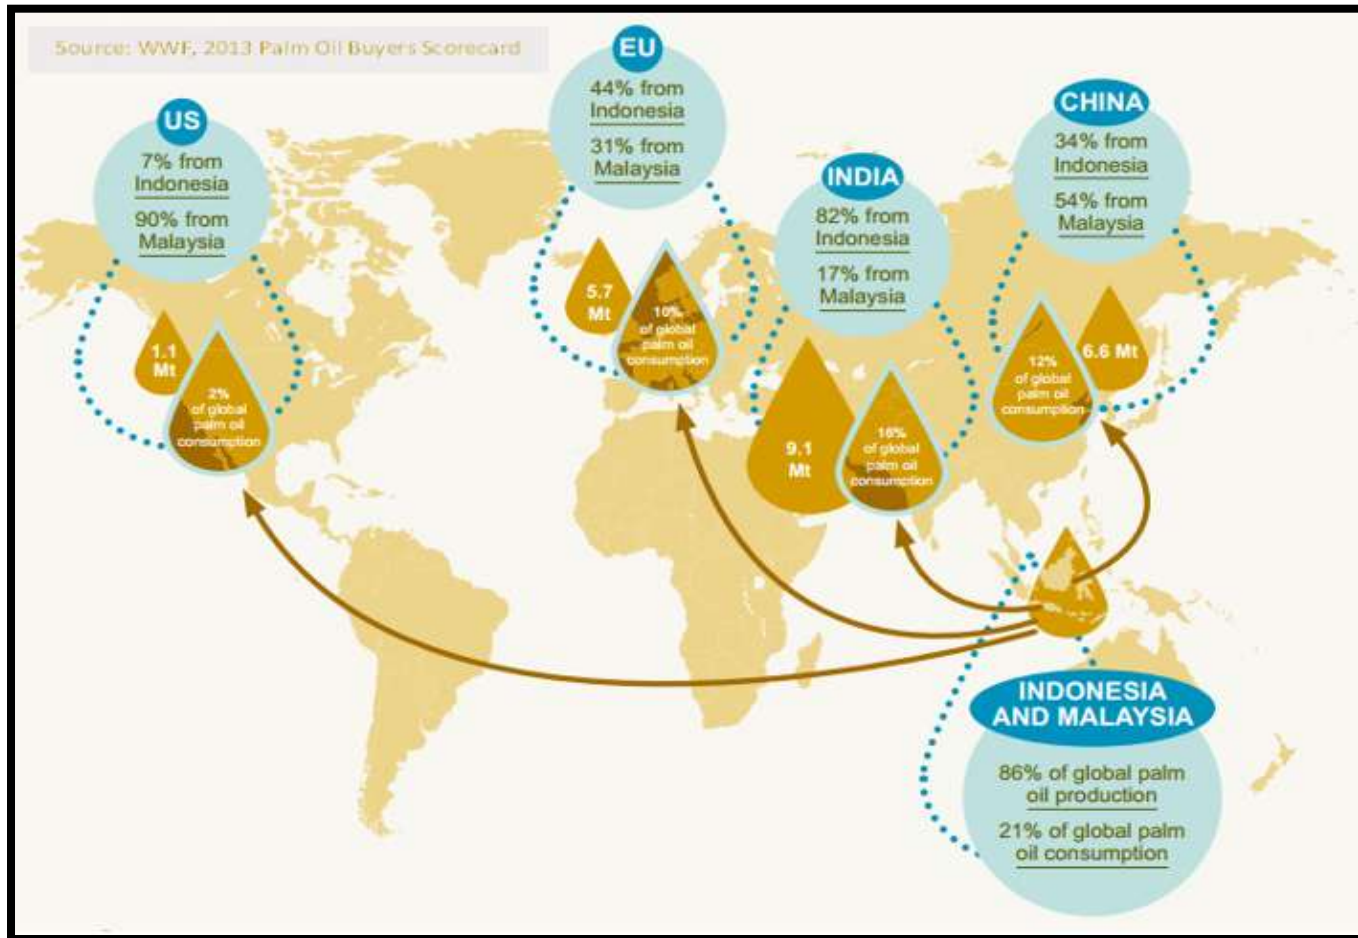 Source: WWF, 2013 Palm Oil Buyers Scorecard
US
7% from
Indonesia
90% from
Malaysia
1.1
Mt
2%
of global
palm oil
consumption
EU
44% from
Indonesia
31% from
Malaysia
5.7
Mt
10%
of global
palm oil
consumption
INDIA
82% from
Indonesia
17% from
Malaysia
9.1
Mt
16%
of global
palm oil
consumption
CHINA
34% from
Indonesia
54% from
Malaysia
12%
of global
palm oil
consumption
6.6 Mt
INDONESIA
AND MALAYSIA
86% of global palm
oil production
21% of global palm
oil consumption